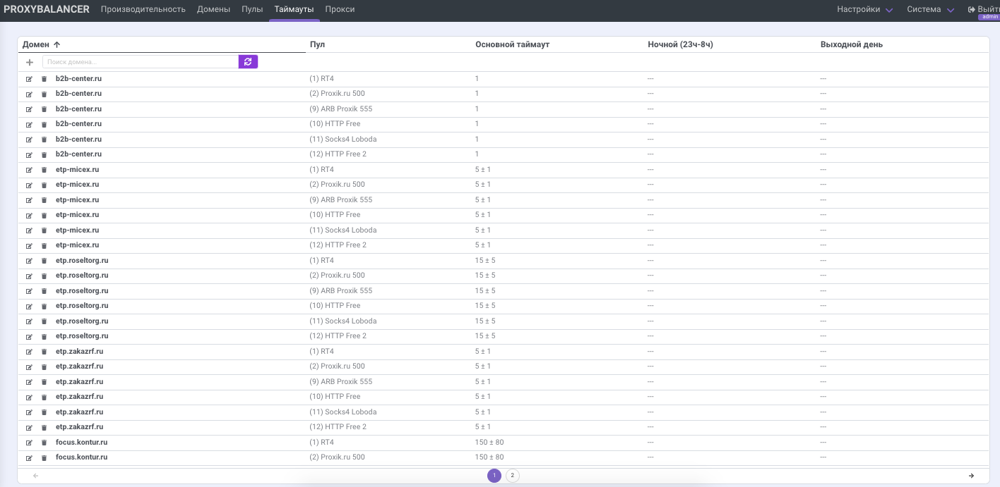 PROXYBALANCER Производительность Домены Пулы Таймауты Прокси Настройки Система Выйти
admin
Домен Пул Основной таймаут Ночной (23ч-8ч) Выходной день
Поиск домена...
b2b-center.ru (1) RT4 1 --- ---
b2b-center.ru (2) Proxik.ru 500 1 --- ---
b2b-center.ru (9) ARB Proxik 555 1 --- ---
b2b-center.ru (10) HTTP Free 1 --- ---
b2b-center.ru (11) Socks4 Loboda 1 --- ---
b2b-center.ru (12) HTTP Free 2 1 --- ---
etp-micex.ru (1) RT4 5 ± 1 --- ---
etp-micex.ru (2) Proxik.ru 500 5 ± 1 --- ---
etp-micex.ru (9) ARB Proxik 555 5 ± 1 --- ---
etp-micex.ru (10) HTTP Free 5 ± 1 --- ---
etp-micex.ru (11) Socks4 Loboda 5 ± 1 --- ---
etp-micex.ru (12) HTTP Free 2 5 ± 1 --- ---
etp.roseltorg.ru (1) RT4 15 ± 5 --- ---
etp.roseltorg.ru (2) Proxik.ru 500 15 ± 5 --- ---
etp.roseltorg.ru (9) ARB Proxik 555 15 ± 5 --- ---
etp.roseltorg.ru (10) HTTP Free 15 ± 5 --- ---
etp.roseltorg.ru (11) Socks4 Loboda 15 ± 5 --- ---
etp.roseltorg.ru (12) HTTP Free 2 15 ± 5 --- ---
etp.zakazrf.ru (1) RT4 5 ± 1 --- ---
etp.zakazrf.ru (2) Proxik.ru 500 5 ± 1 --- ---
etp.zakazrf.ru (9) ARB Proxik 555 5 ± 1 --- ---
etp.zakazrf.ru (10) HTTP Free 5 ± 1 --- ---
etp.zakazrf.ru (11) Socks4 Loboda 5 ± 1 --- ---
etp.zakazrf.ru (12) HTTP Free 2 5 ± 1 --- ---
focus.kontur.ru (1) RT4 150 ± 80 --- ---
focus.kontur.ru (2) Proxik.ru 500 150 ± 80 --- ---
1 2